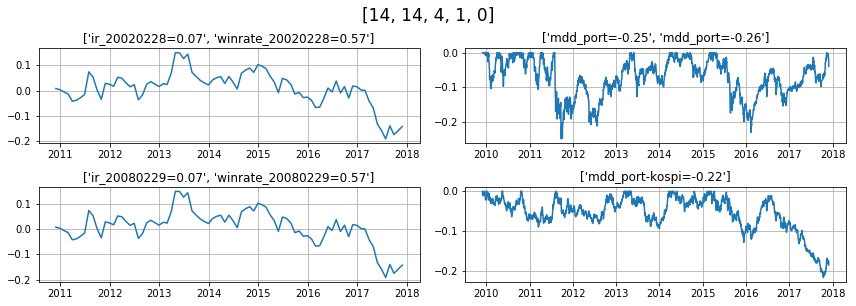 [14, 14, 4, 1, 0]
['ir_20020228=0.07', 'winrate_20020228=0.57']
0.1
0.0
−0.1
−0.2
2011 2012 2013 2014 2015 2016 2017 2018
['mdd_port=-0.25', 'mdd_port=-0.26']
0.0
−0.1
−0.2
2010 2011 2012 2013 2014 2015 2016 2017 2018
['ir_20080229=0.07', 'winrate_20080229=0.57']
0.1
0.0
−0.1
−0.2
2011 2012 2013 2014 2015 2016 2017 2018
['mdd_port-kospi=-0.22']
0.0
−0.1
−0.2
2010 2011 2012 2013 2014 2015 2016 2017 2018